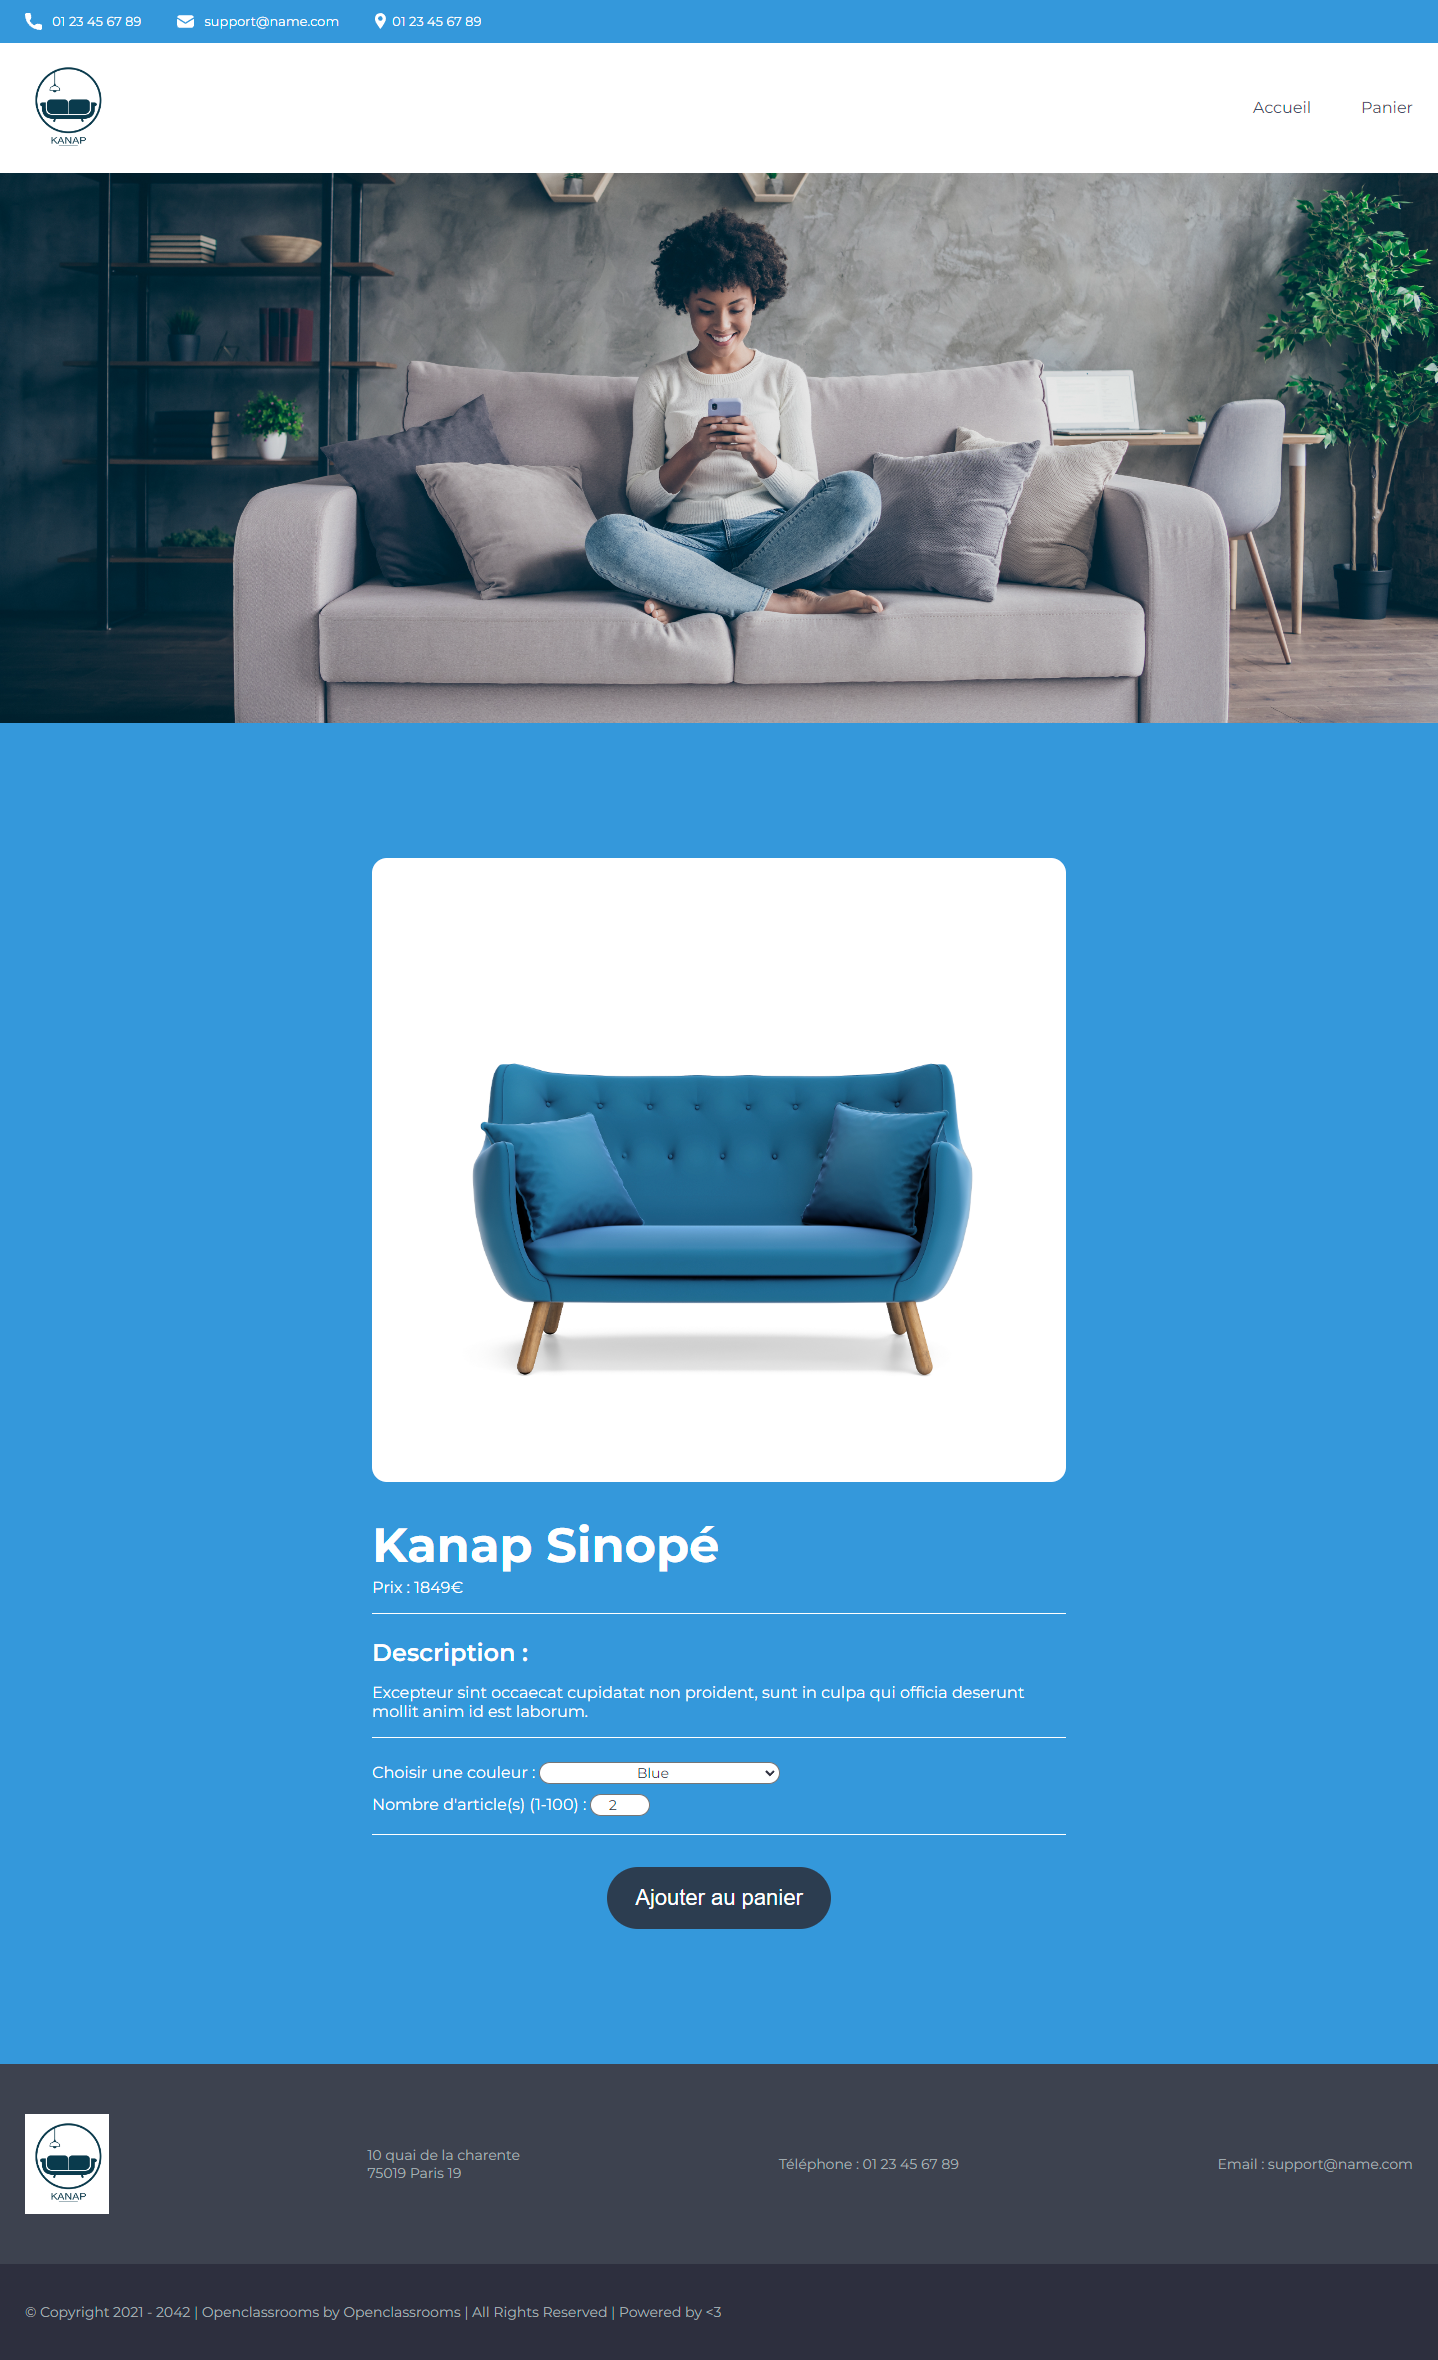 01 23 45 67 89 support@name.com 01 23 45 67 89
KANAP
Accueil Panier
Kanap Sinopé
Prix : 1849€
Description :
Excepteur sint occaecat cupidatat non proident, sunt in culpa qui officia deserunt
mollit anim id est laborum.
Choisir une couleur : Blue
Nombre d'article(s) (1-100) : 2
Ajouter au panier
KANAP
10 quai de la charente
75019 Paris 19
Téléphone : 01 23 45 67 89
Email : support@name.com
© Copyright 2021 - 2042 | Openclassrooms by Openclassrooms | All Rights Reserved | Powered by <3